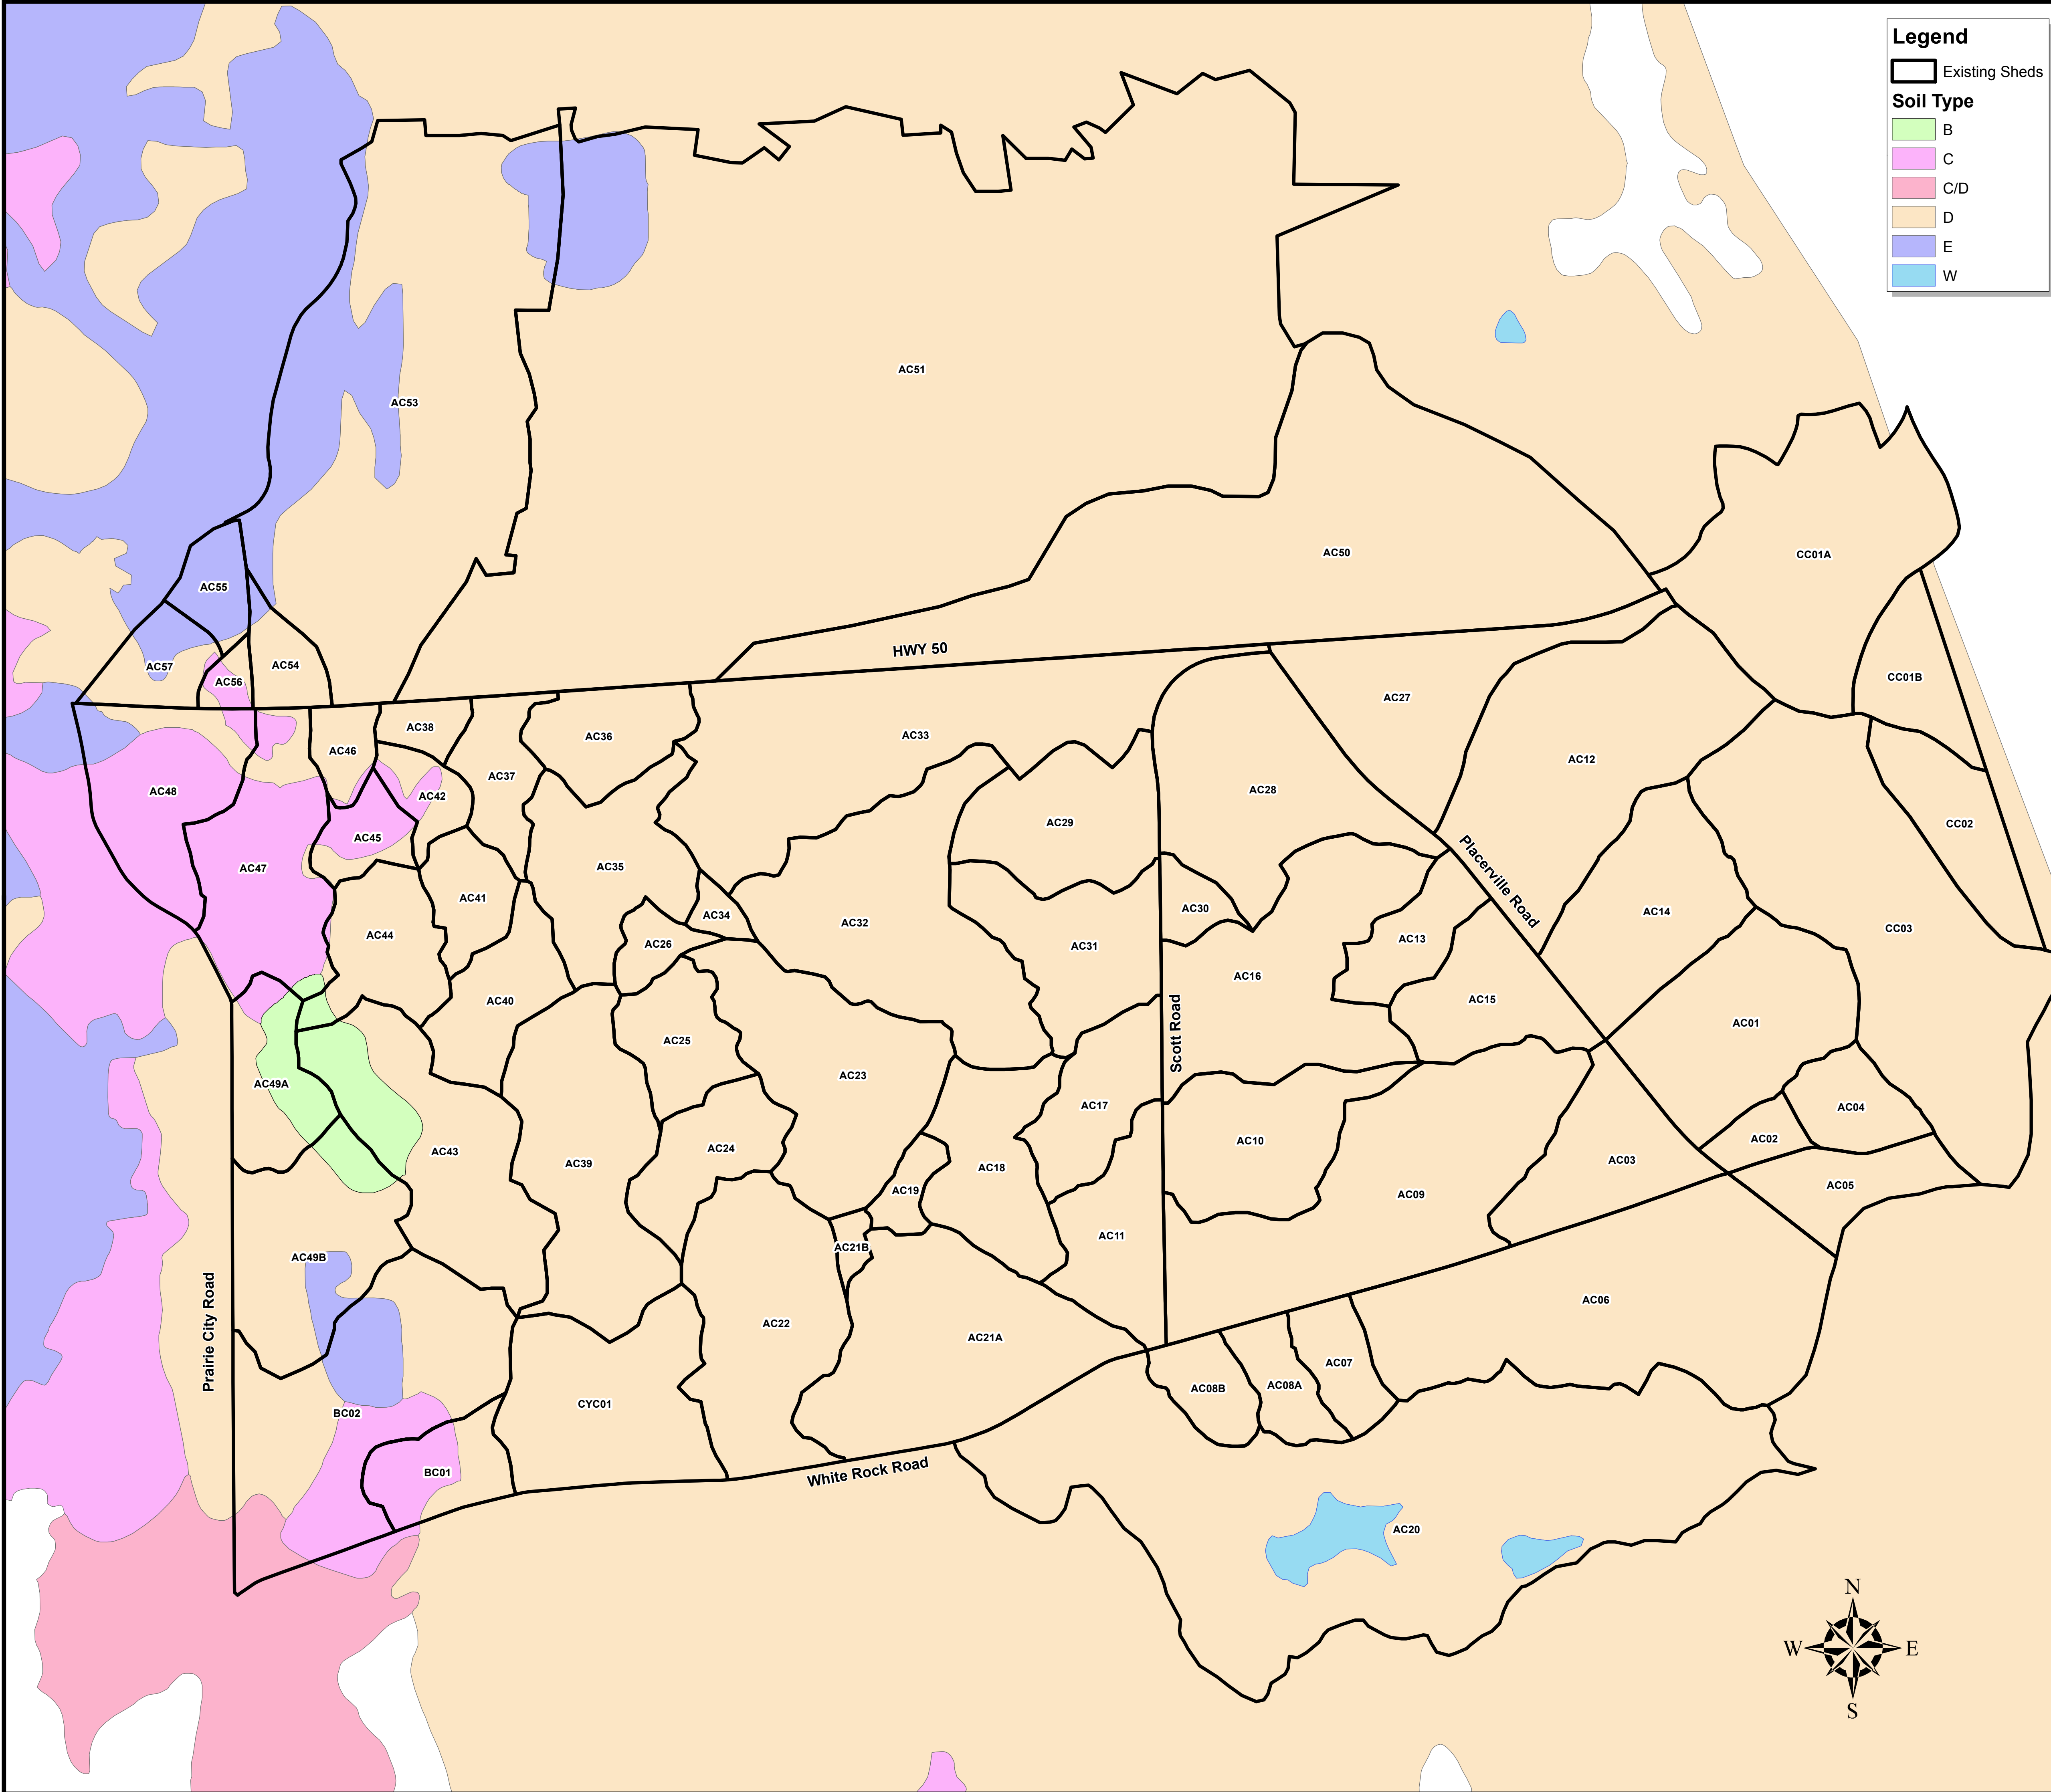 Legend
Existing Sheds
Soil Type
B
C
C/D
D
E
W
AC51
AC53
AC50
CC01A
AC55
HWY 50
AC57
AC54
AC56
CC01B
AC27
AC38
AC36
AC33
AC46
AC12
AC37
AC48
AC28
AC42
AC29
CC02
AC45
AC47
AC35
Placerville Road
AC41
AC30
AC14
AC34
AC32
CC03
AC44
AC26
AC31
AC13
AC16
AC40
AC15
Scott Road
AC01
AC25
AC23
AC49A
AC17
AC04
AC10
AC02
AC24
AC43
AC39
AC18
AC03
AC19
AC09
AC05
AC11
AC21B
AC49B
AC06
AC22
AC21A
Prairie City Road
AC07
AC08A
AC08B
CYC01
BC02
BC01
White Rock Road
AC20
N
W
E
S